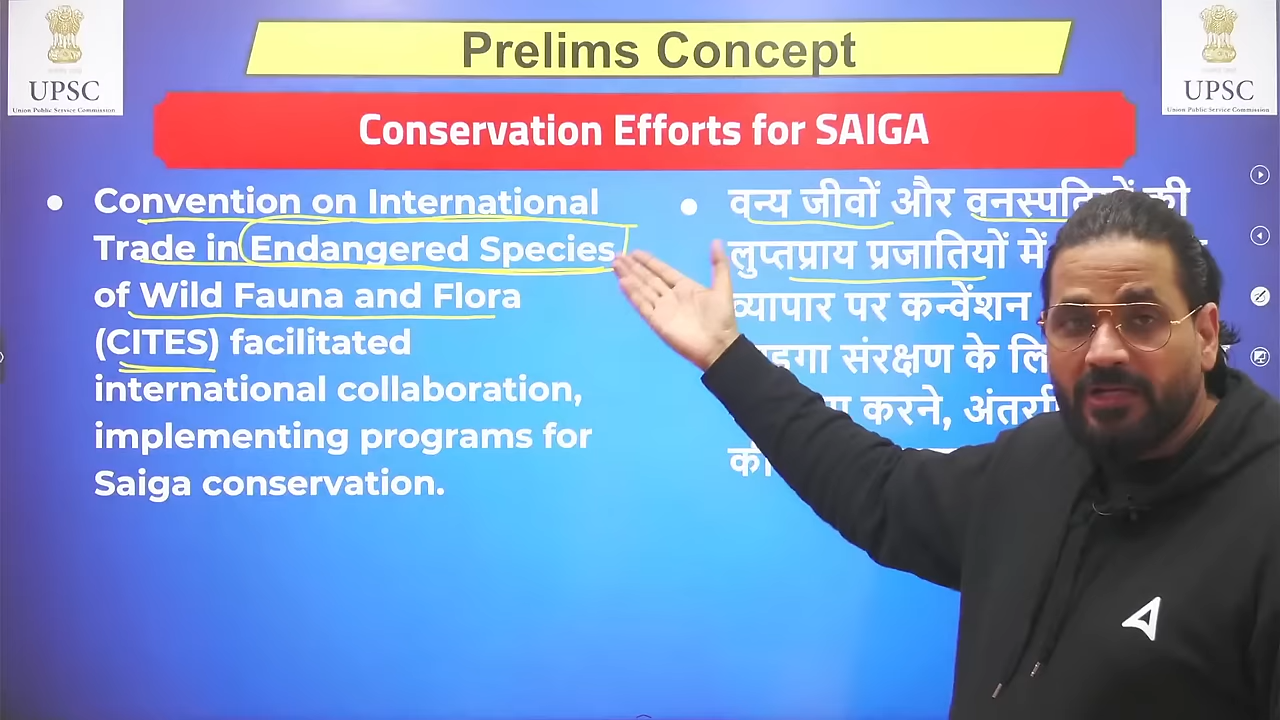 Prelims Concept
UPSC
Union Public Service Commission
UPSC
Union Public Service Commission
Conservation Efforts for SAIGA
• Convention on International
Trade in Endangered Species
of Wild Fauna and Flora
(CITES) facilitated
international collaboration,
implementing programs for
Saiga conservation.
• वन्य जीवों और वनस्पतियों की
लुप्तप्राय प्रजातियों में
व्यापार पर कन्वेंशन
संरक्षण के
करने,